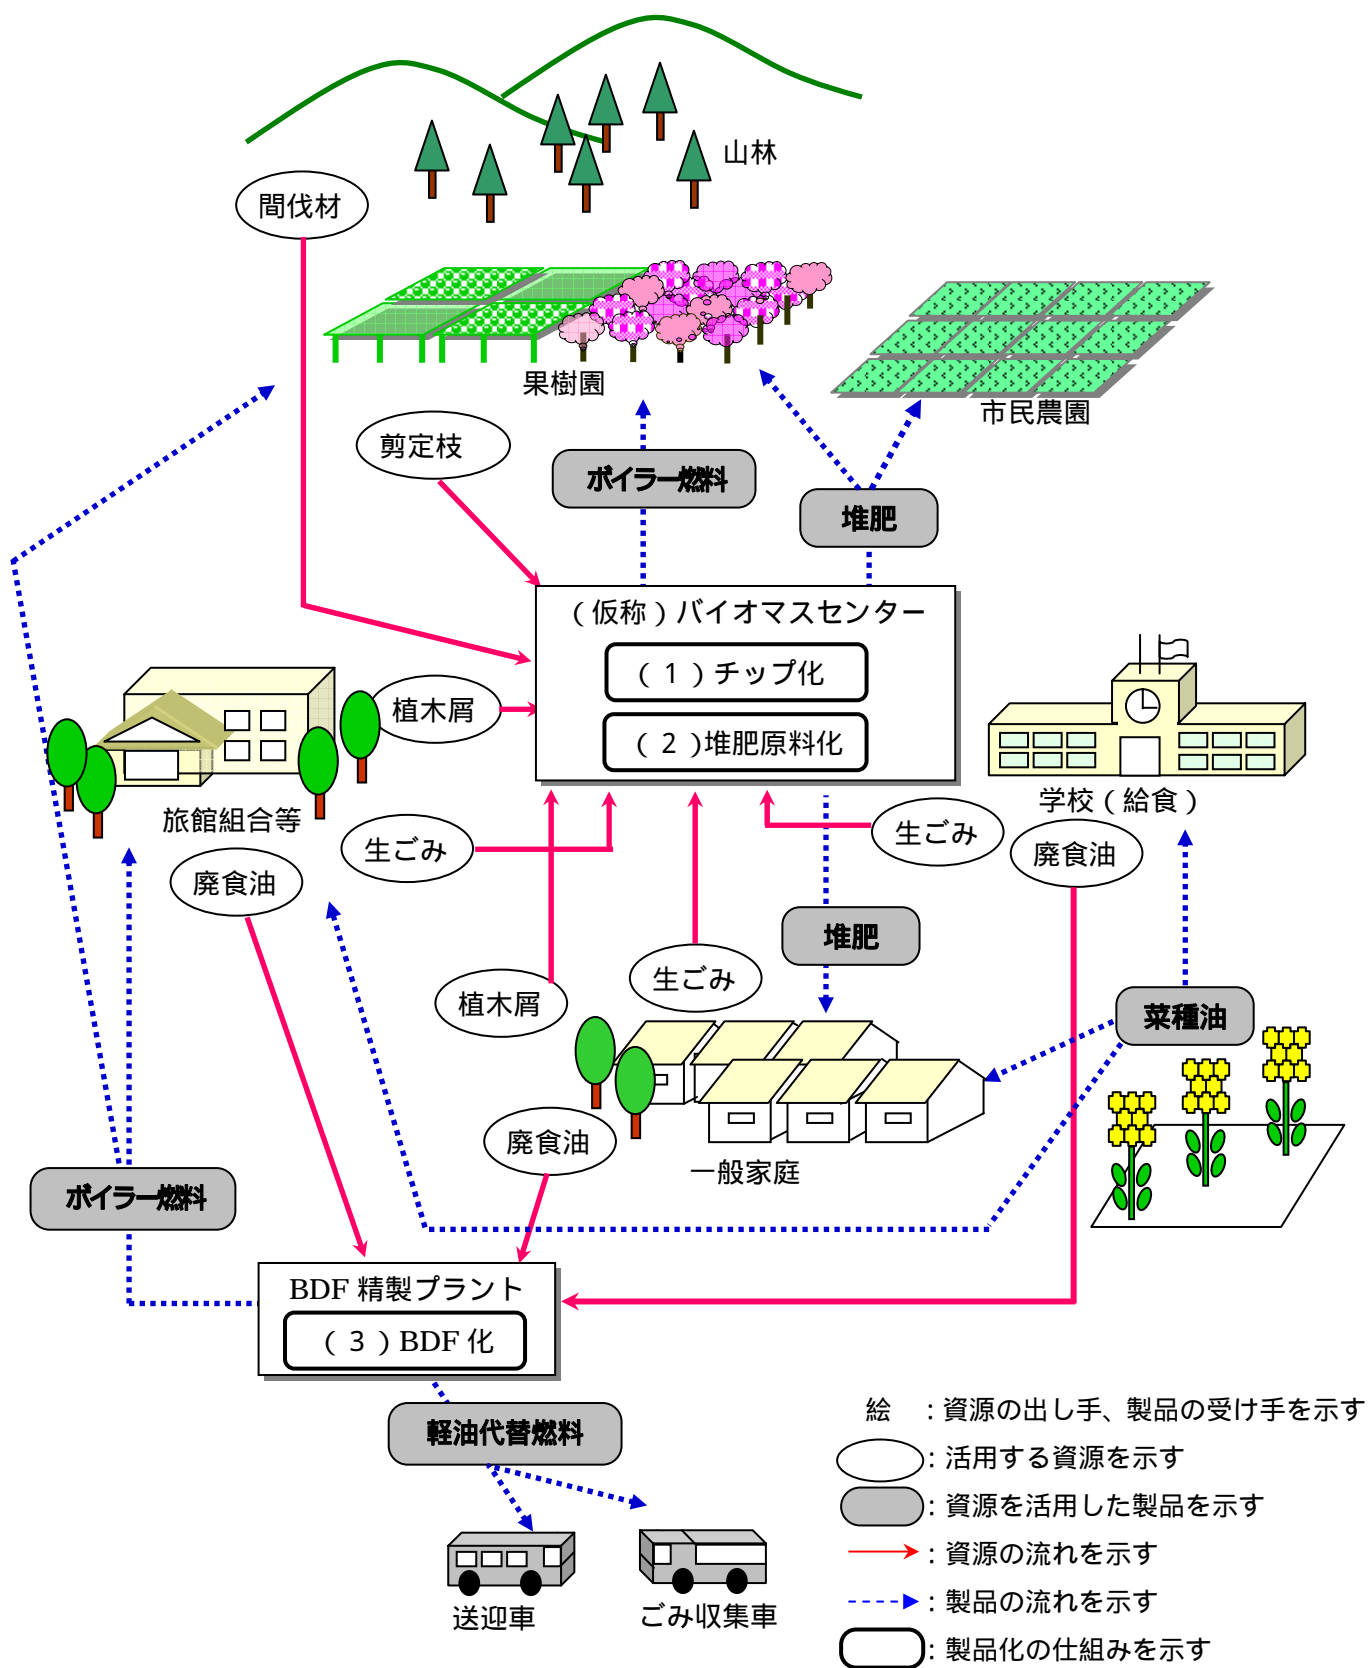 山林
間伐材
果樹園
市民農園
剪定枝
ボイラー燃料
堆肥
（仮称）バイオマスセンター
（１）チップ化
（２）堆肥原料化
植木屑
旅館組合等
学校（給食）
生ごみ
生ごみ
廃食油
廃食油
堆肥
生ごみ
植木屑
菜種油
廃食油
一般家庭
ボイラー燃料
BDF 精製プラント
（３）BDF 化
軽油代替燃料
送迎車
ごみ収集車
絵　：資源の出し手、製品の受け手を示す
：活用する資源を示す
：資源を活用した製品を示す
：資源の流れを示す
：製品の流れを示す
：製品化の仕組みを示す